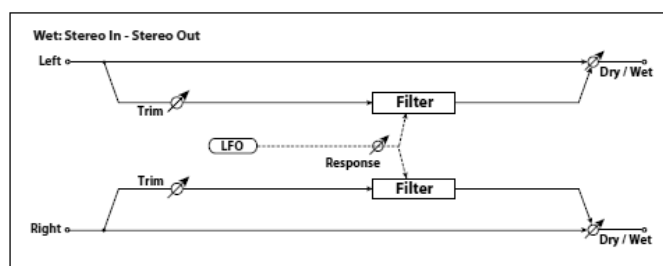 Wet: Stereo In - Stereo Out
Left
Dry / Wet
Filter
Trim
LFO
Response
Trim
Filter
Right
Dry / Wet